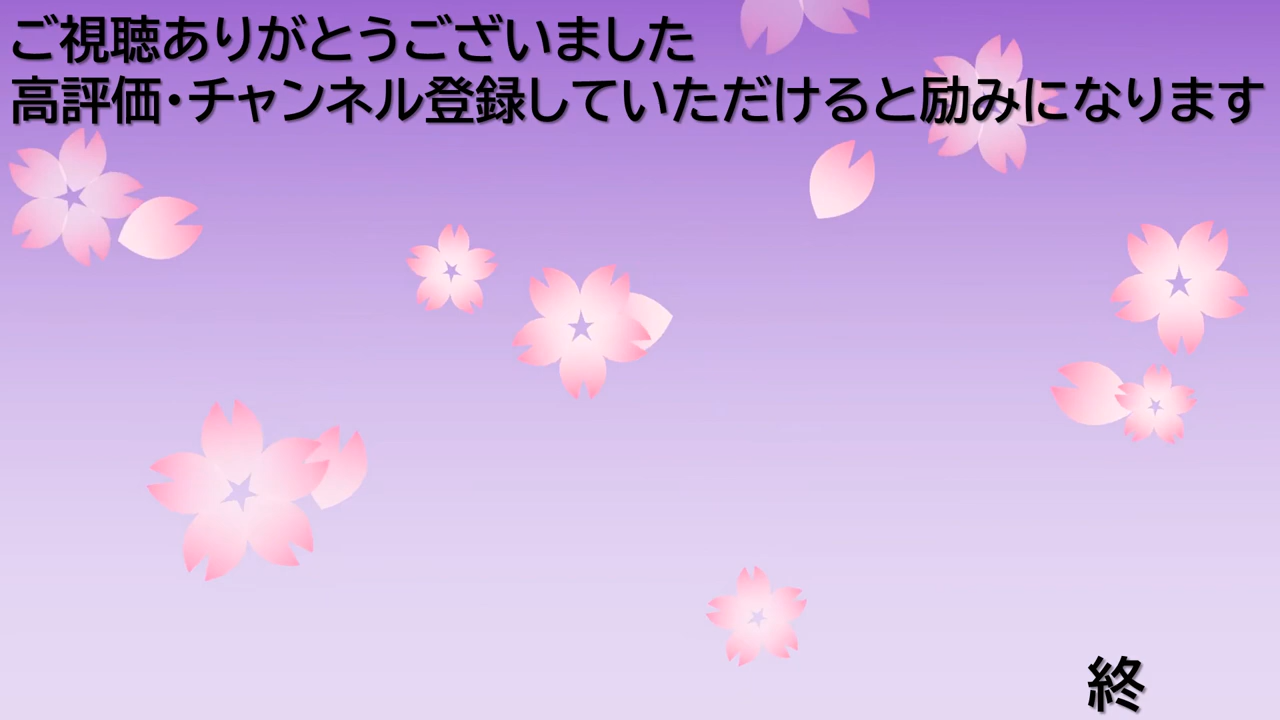 ご視聴ありがとうございました
高評価・チャンネル登録していただけると励みになります
終